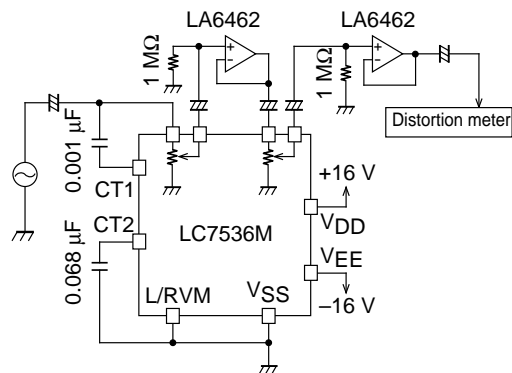 LA6462
LA6462
1 MΩ
+
−
1 MΩ
+
−
Distortion meter
0.001 µF
CT1
+16 V
VDD
CT2
LC7536M
0.068 µF
VEE
L/RVM
VSS
–16 V